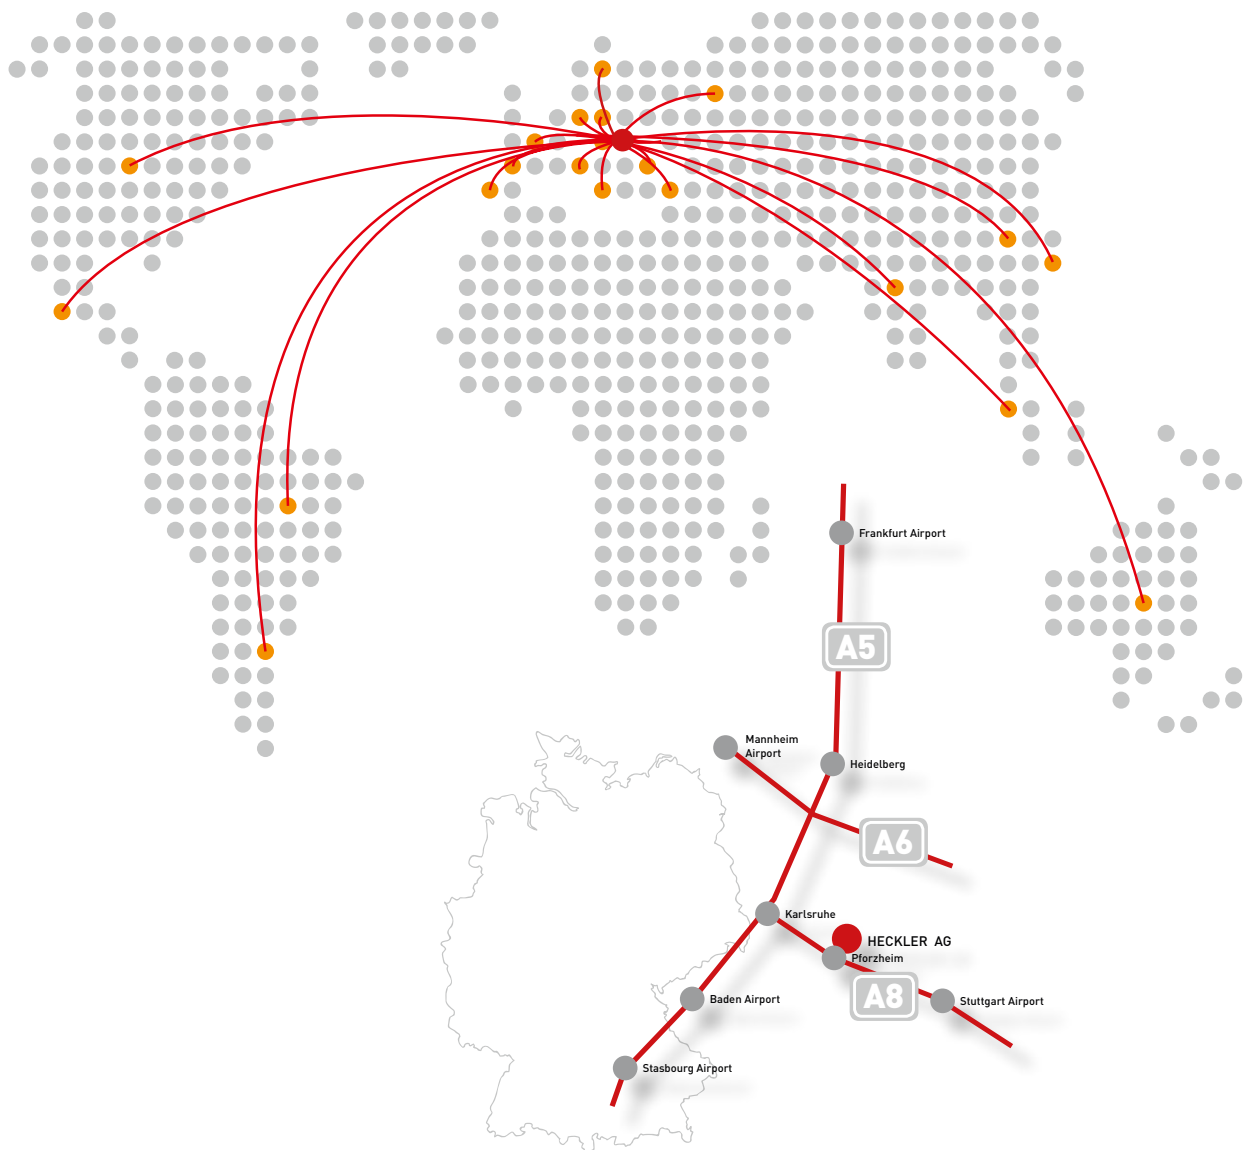 Frankfurt Airport
A5
Mannheim
Airport
Heidelberg
A6
Karlsruhe
HECKLER AG
Pforzheim
A8
Baden Airport
Stuttgart Airport
Stasbourg Airport